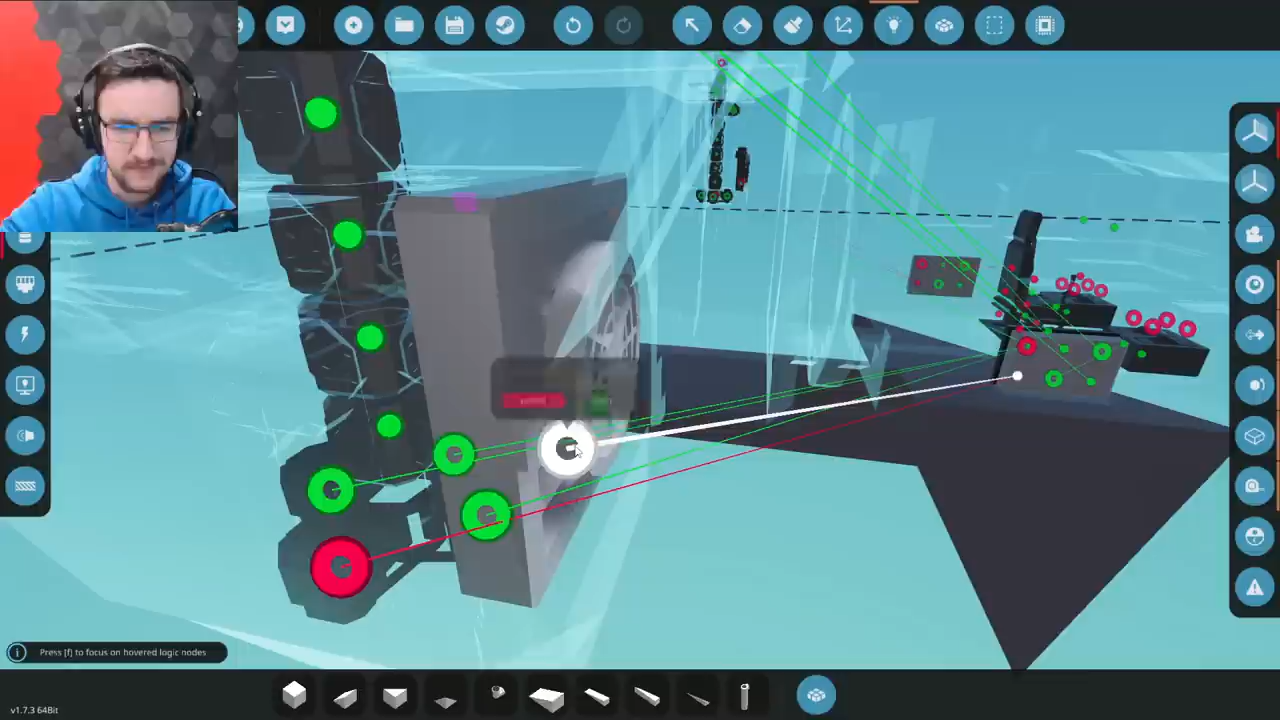 Press [f] to focus on hovered logic nodes
v1.7.3 64Bit